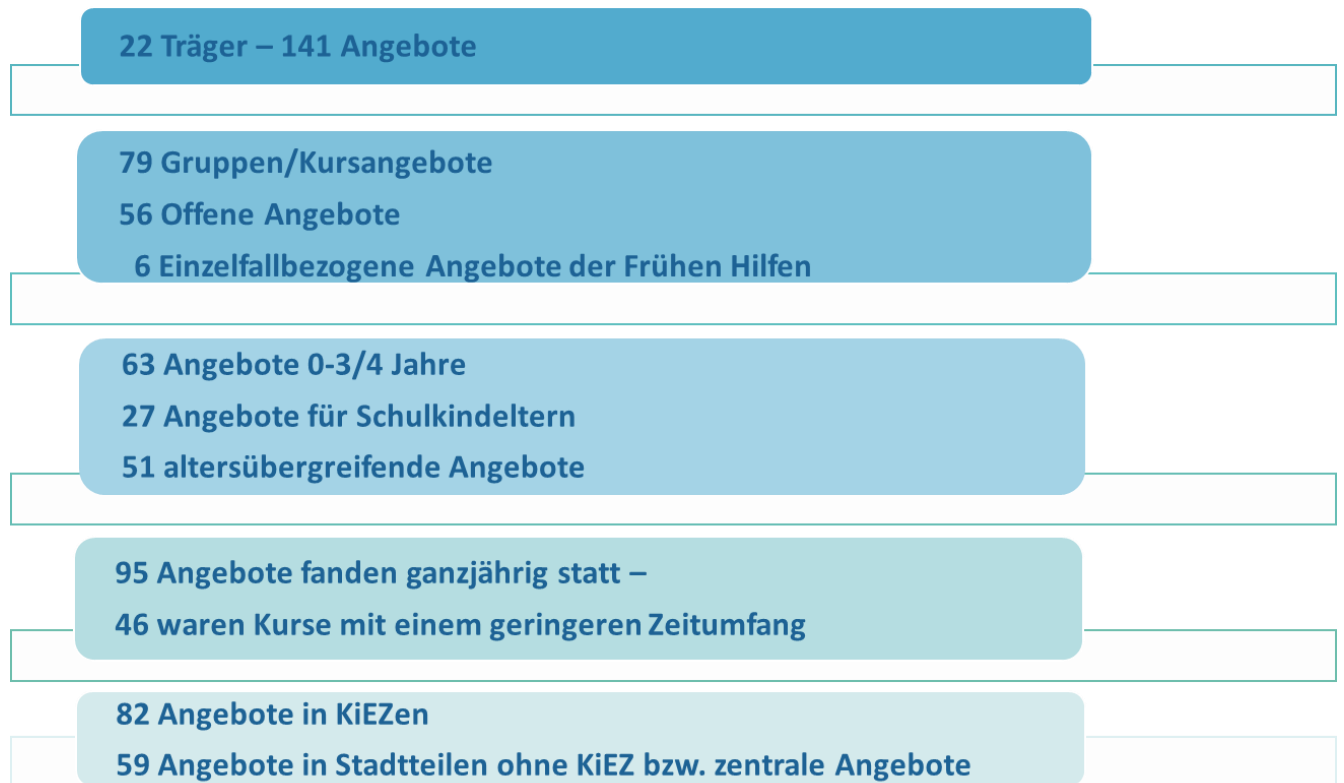 22 Träger – 141 Angebote
79 Gruppen/Kursangebote
56 Offene Angebote
6 Einzelfallbezogene Angebote der Frühen Hilfen
63 Angebote 0-3/4 Jahre
27 Angebote für Schulkindeltern
51 altersübergreifende Angebote
95 Angebote fanden ganzjährig statt –
46 waren Kurse mit einem geringeren Zeitumfang
82 Angebote in KiEZen
59 Angebote in Stadtteilen ohne KiEZ bzw. zentrale Angebote